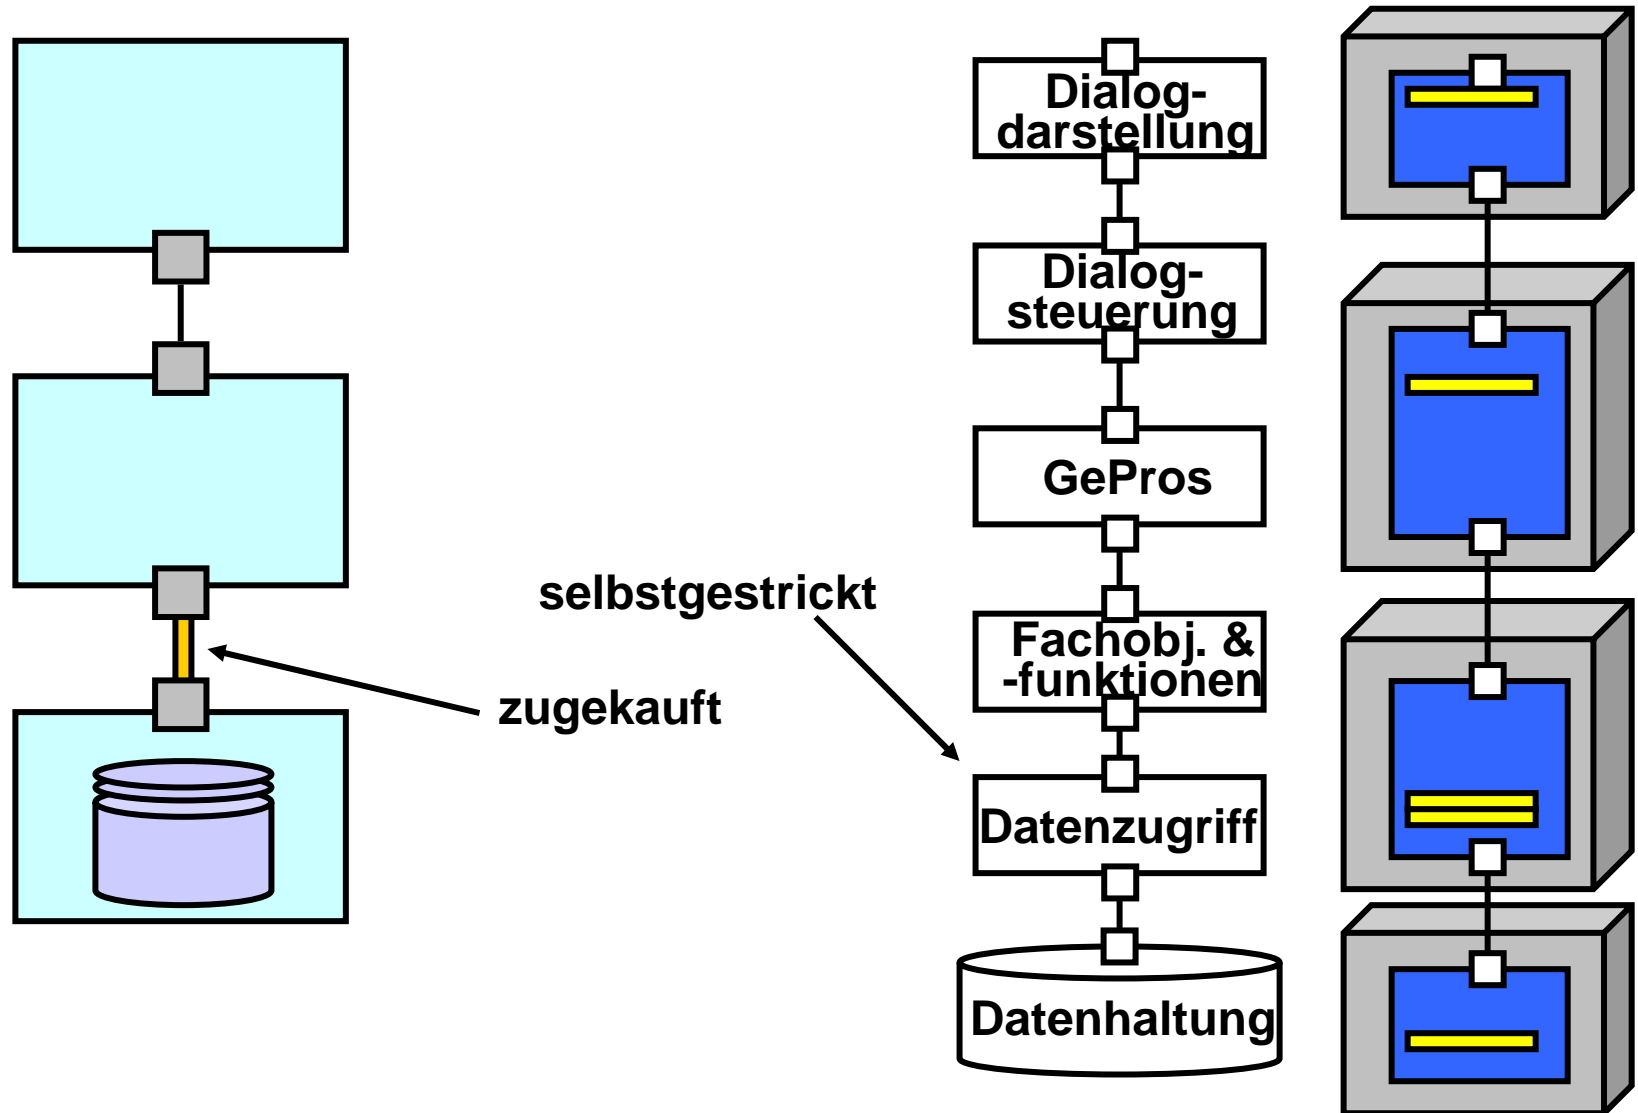 Dialog-
darstellung
Dialog-
steuerung
GePros
selbstgestrickt
Fachobj. &
-funktionen
zugekauft
Datenzugriff
Datenhaltung